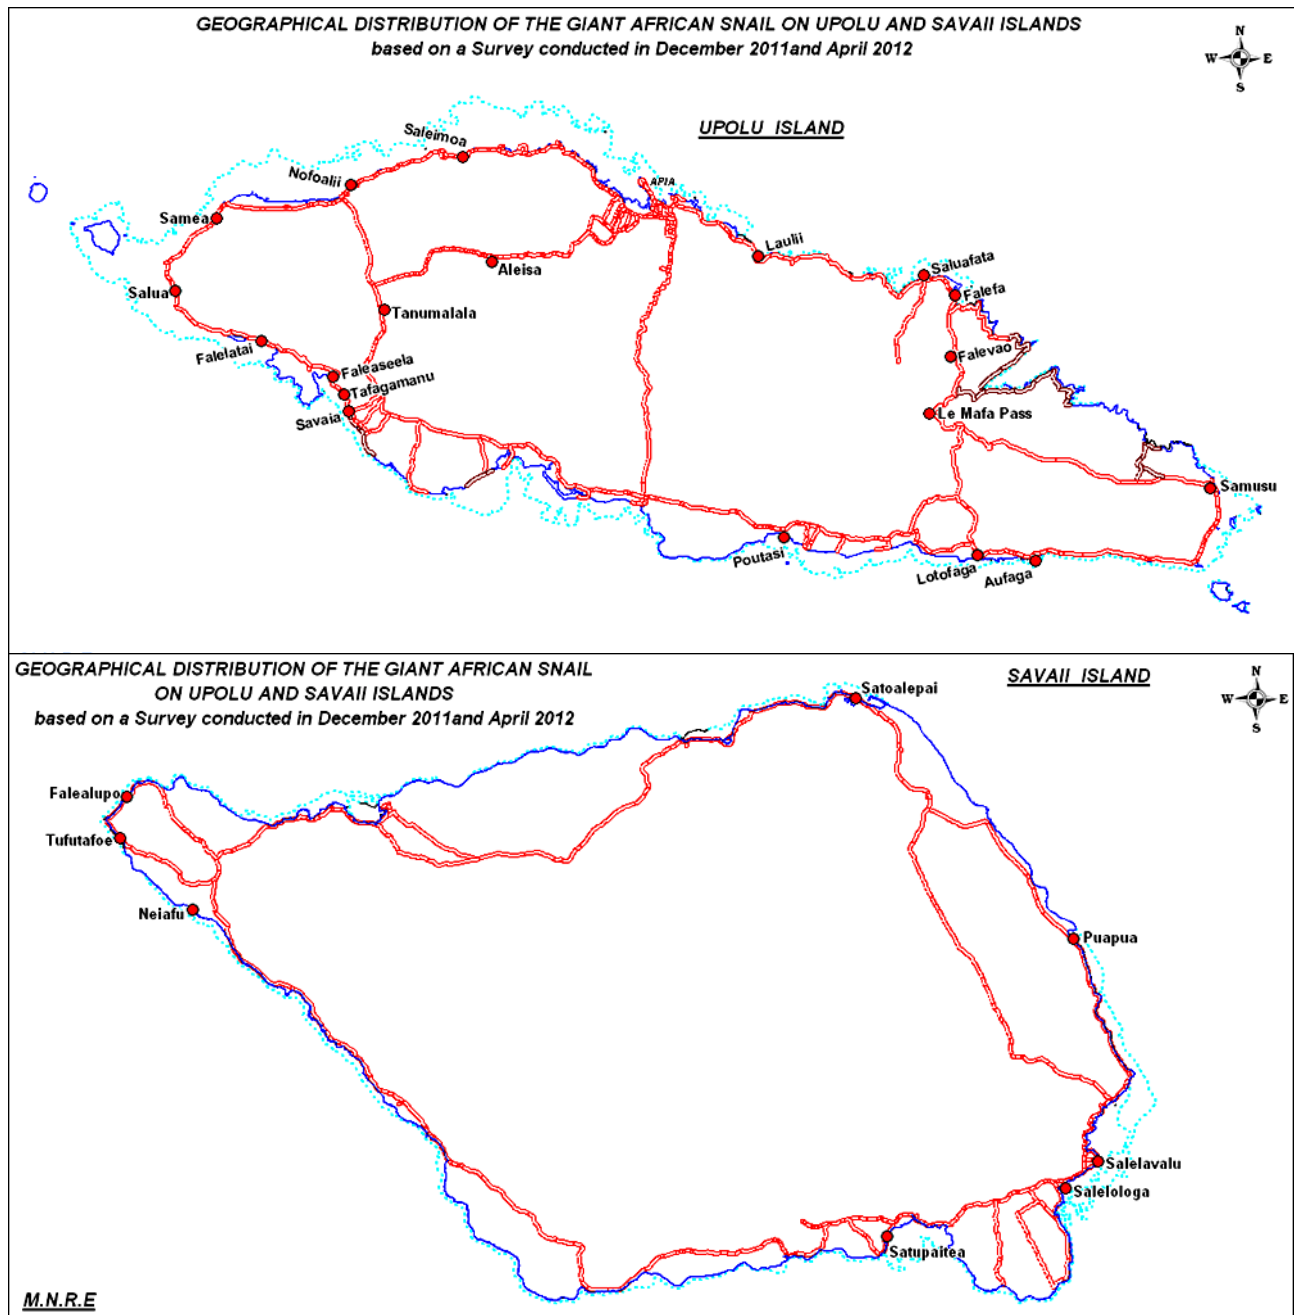 GEOGRAPHICAL DISTRIBUTION OF THE GIANT AFRICAN SNAIL ON UPOLU AND SAVAII ISLANDS
based on a Survey conducted in December 2011and April 2012
N
W E
S
UPOLU ISLAND
Saleimoa
Nofoalii
APIA
Samea
Laulii
Aleisa
Saluafata
Salua
Falefa
Tanumalala
Falelatai
Falevao
Faleaseela
Tafagamanu
Savaia
Le Mafa Pass
Samusu
Poutasi
Lotofaga
Aufaga
GEOGRAPHICAL DISTRIBUTION OF THE GIANT AFRICAN SNAIL
ON UPOLU AND SAVAII ISLANDS
based on a Survey conducted in December 2011and April 2012
SAVAII ISLAND
N
W E
S
Satoalepai
Falealupo
Tufutafoe
Neiafu
Puapua
Salelavalu
Salelologa
Satupaitea
M.N.R.E